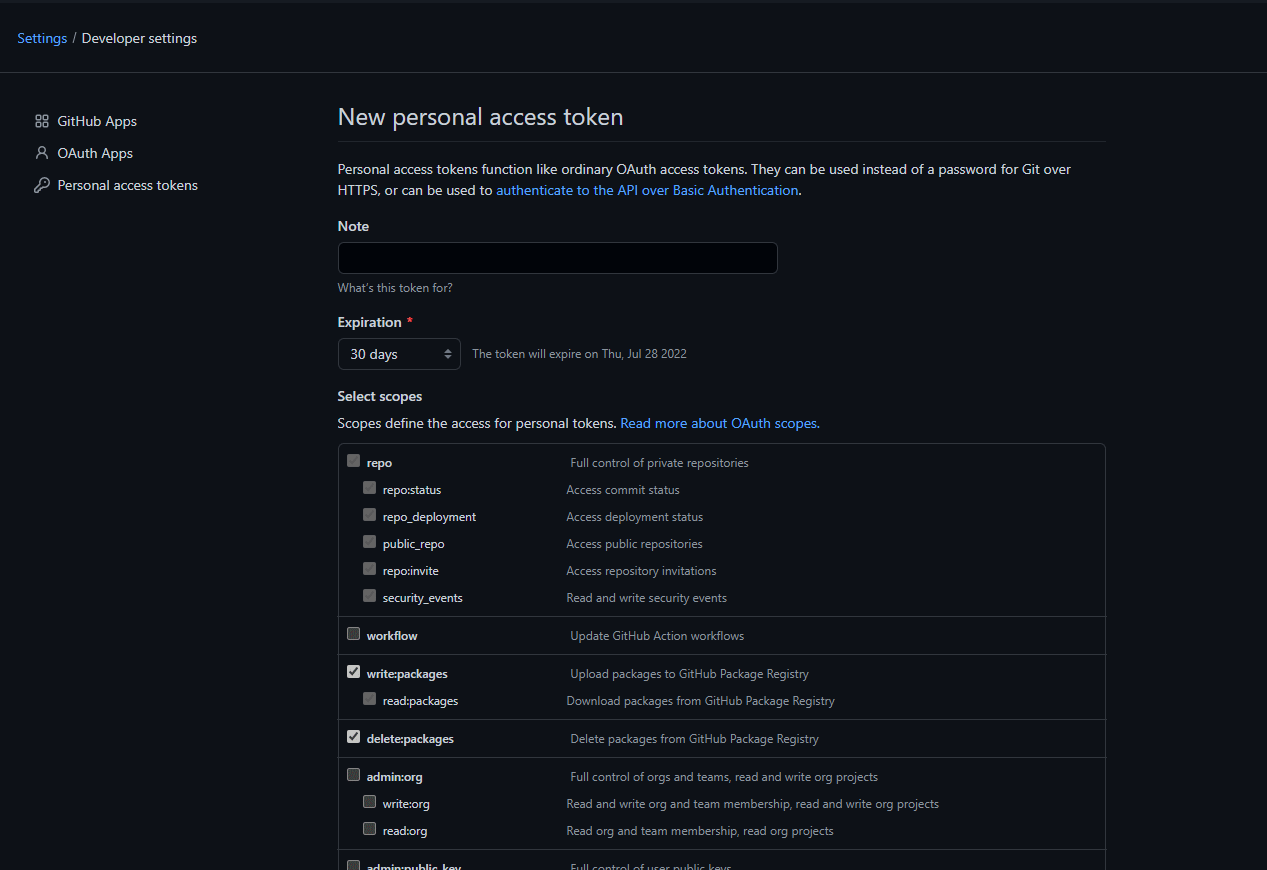 Settings / Developer settings
GitHub Apps
OAuth Apps
Personal access tokens
New personal access token
Personal access tokens function like ordinary OAuth access tokens. They can be used instead of a password for Git over
HTTPS, or can be used to authenticate to the API over Basic Authentication.
Note
What's this token for?
Expiration *
30 days The token will expire on Thu, Jul 28 2022
Select scopes
Scopes define the access for personal tokens. Read more about OAuth scopes.
repo Full control of private repositories
repo:status Access commit status
repo_deployment Access deployment status
public_repo Access public repositories
repo:invite Access repository invitations
security_events Read and write security events
workflow Update GitHub Action workflows
write:packages Upload packages to GitHub Package Registry
read:packages Download packages from GitHub Package Registry
delete:packages Delete packages from GitHub Package Registry
admin:org Full control of orgs and teams, read and write org projects
write:org Read and write org and team membership, read and write org projects
read:org Read org and team membership, read org projects
admin:public_key Full control of user public keys